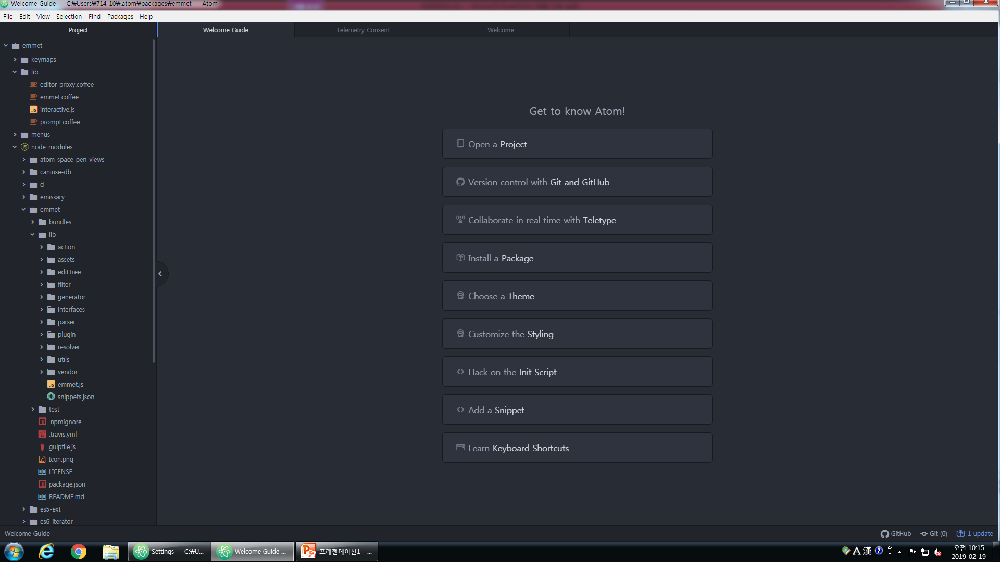 Welcome Guide — C:₩Users₩714-10₩.atom₩packages₩emmet — Atom
File Edit View Selection Find Packages Help
Project
Welcome Guide
Telemetry Consent
Welcome
emmet
keymaps
lib
editor-proxy.coffee
emmet.coffee
interactive.js
prompt.coffee
menus
node_modules
atom-space-pen-views
caniuse-db
d
emissary
emmet
bundles
lib
action
assets
editTree
filter
generator
interfaces
parser
plugin
resolver
utils
vendor
emmet.js
snippets.json
test
.npmignore
.travis.yml
gulpfile.js
Icon.png
LICENSE
package.json
README.md
es5-ext
es6-iterator
Get to know Atom!
Open a Project
Version control with Git and GitHub
Collaborate in real time with Teletype
Install a Package
Choose a Theme
Customize the Styling
Hack on the Init Script
Add a Snippet
Learn Keyboard Shortcuts
Welcome Guide
GitHub
Git (0)
1 update
Settings — C:₩U...
Welcome Guide ...
프레젠테이션1 - ...
A 漢
오전 10:15
2019-02-19